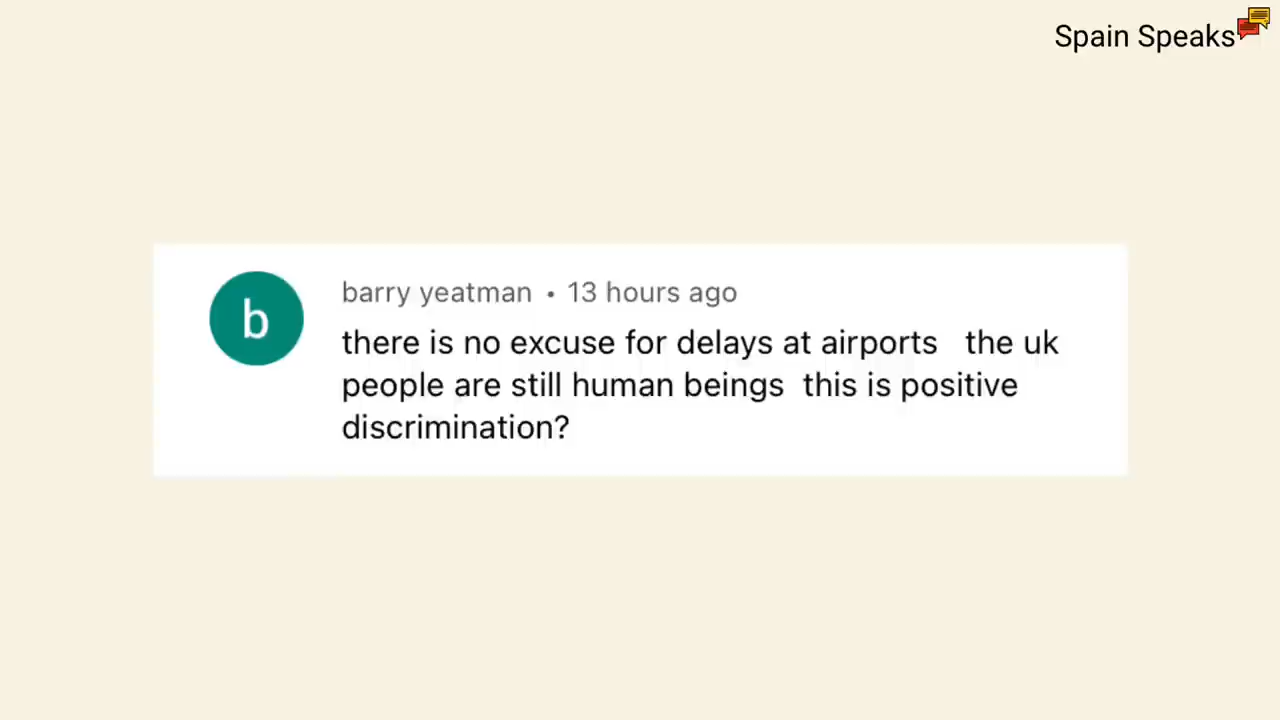 Spain Speaks
b
barry yeatman • 13 hours ago
there is no excuse for delays at airports   the uk
people are still human beings  this is positive
discrimination?